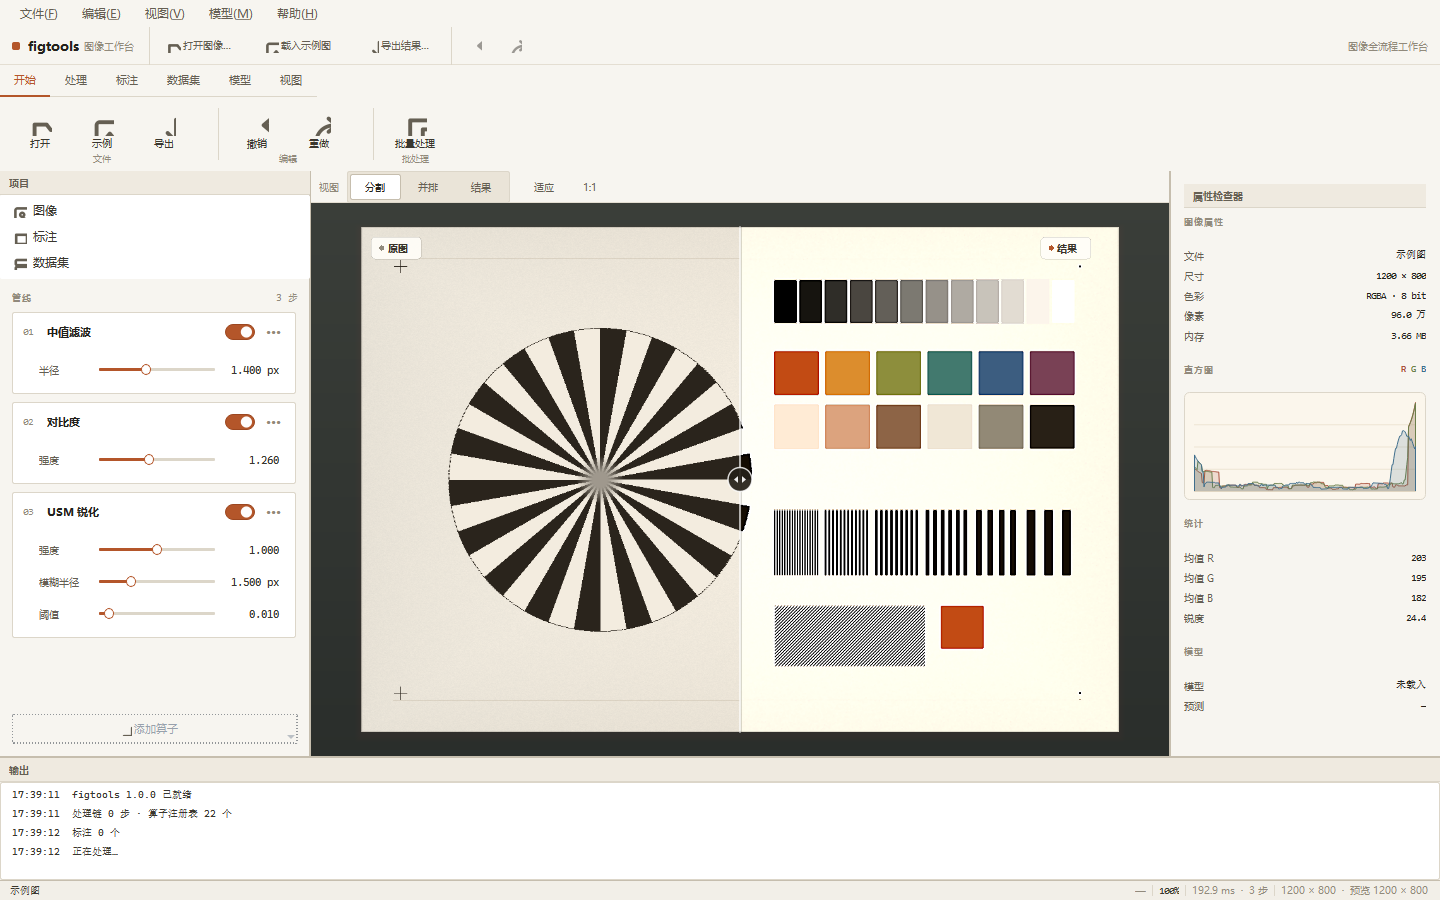 文件(F) 编辑(E) 视图(V) 模型(M) 帮助(H)
figtools 图像工作台 打开图像... 载入示例图 导出结果... 图像全流程工作台
开始 处理 标注 数据集 模型 视图
打开 示例 导出 撤销 重做 批量处理
文件 编辑 批处理
项目
图像
标注
数据集
管线 3 步
01 中值滤波
半径 1.400 px
02 对比度
强度 1.260
03 USM 锐化
强度 1.000
模糊半径 1.500 px
阈值 0.010
添加算子
视图 分割 并排 结果 适应 1:1
原图 结果
属性检查器
图像属性
文件 示例图
尺寸 1200 × 800
色彩 RGBA · 8 bit
像素 96.0 万
内存 3.66 MB
直方图 R G B
统计
均值 R 203
均值 G 195
均值 B 182
锐度 24.4
模型
模型 未载入
预测 —
输出
17:39:11 figtools 1.0.0 已就绪
17:39:11 处理链 0 步 · 算子注册表 22 个
17:39:12 标注 0 个
17:39:12 正在处理…
示例图 — 100% 192.9 ms · 3 步 1200 × 800 · 预览 1200 × 800